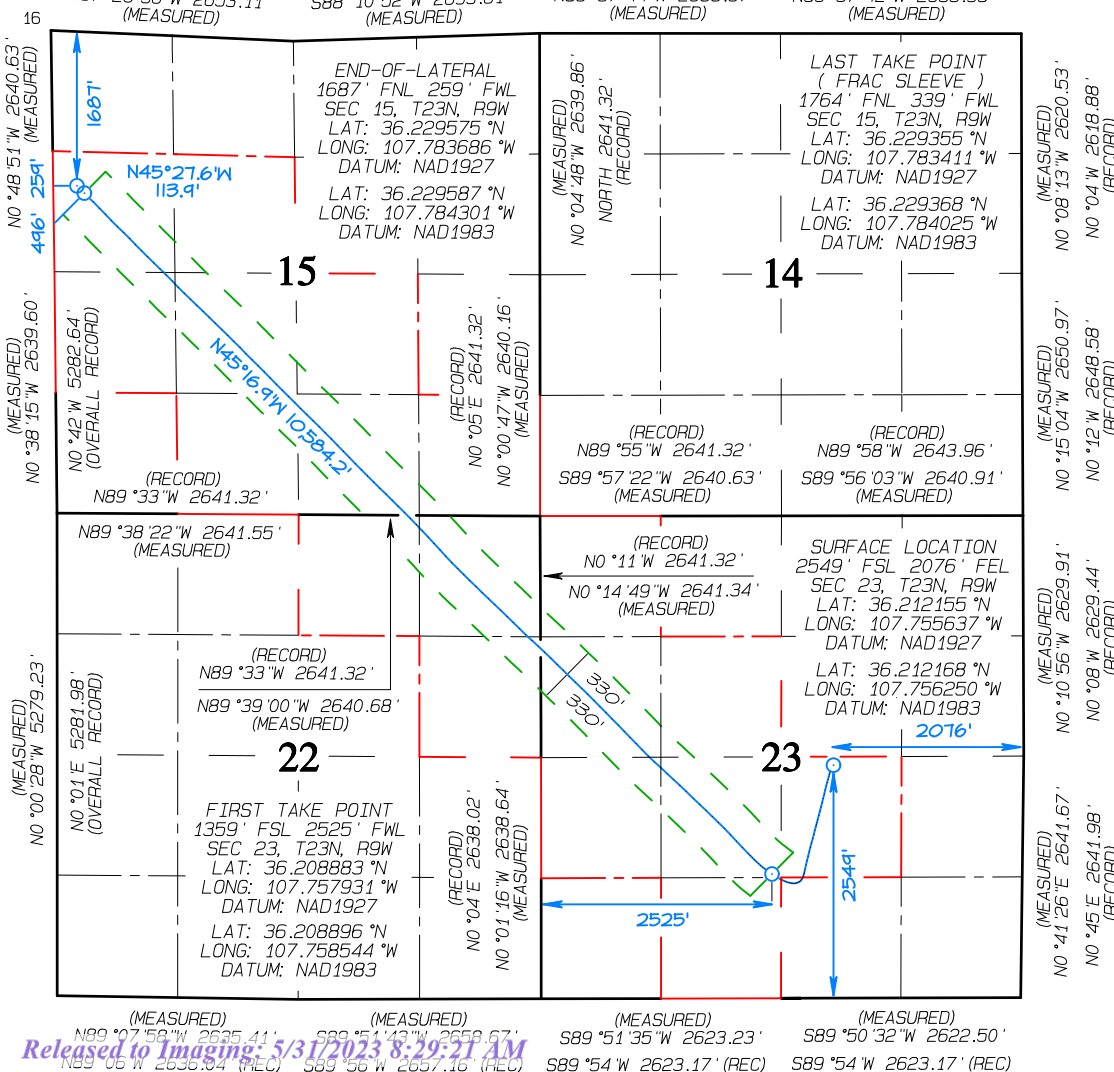 16
(MEASURED)
S88°10'52"W
(MEASURED)
(MEASURED)
(MEASURED)
N0°48'51"W 2640.63'
(MEASURED)
1687'
259'
496'
N45°27.6'W
113.9'
END-OF-LATERAL
1687' FNL 259' FWL
SEC 15, T23N, R9W
LAT: 36.229575 °N
LONG: 107.783686 °W
DATUM: NAD1927
LAT: 36.229587 °N
LONG: 107.784301 °W
DATUM: NAD1983
(MEASURED)
N0°04'48"W 2639.86'
NORTH 2641.32'
(RECORD)
LAST TAKE POINT
( FRAC SLEEVE )
1764' FNL 339' FWL
SEC 15, T23N, R9W
LAT: 36.229355 °N
LONG: 107.783411 °W
DATUM: NAD1927
LAT: 36.229368 °N
LONG: 107.784025 °W
DATUM: NAD1983
(MEASURED)
N0°08'13"W 2620.53'
N0°04'W 2618.88'
(RECORD)
15
14
(MEASURED)
N0°38'15"W 2639.60'
N0°42'W 5282.64'
(OVERALL RECORD)
N45°16.9'W 10,584.2'
(RECORD)
N0°05'E 2641.32'
N0°00'47"W 2640.16'
(MEASURED)
(MEASURED)
N0°15'04"W 2650.97'
N0°12'W 2648.58'
(RECORD)
(RECORD)
N89°33'W 2641.32'
(RECORD)
N89°55'W 2641.32'
S89°57'22"W 2640.63'
(MEASURED)
(RECORD)
N89°58'W 2643.96'
S89°56'03"W 2640.91'
(MEASURED)
N89°38'22"W 2641.55'
(MEASURED)
(RECORD)
N0°11'W 2641.32'
N0°14'49"W 2641.34'
(MEASURED)
SURFACE LOCATION
2549' FSL 2076' FEL
SEC 23, T23N, R9W
LAT: 36.212155 °N
LONG: 107.755637 °W
DATUM: NAD1927
LAT: 36.212168 °N
LONG: 107.756250 °W
DATUM: NAD1983
(MEASURED)
N0°10'56"W 2629.91'
N0°08'W 2629.44'
(RECORD)
(RECORD)
N89°33'W 2641.32'
N89°39'00"W 2640.68'
(MEASURED)
330'
330'
2076'
(MEASURED)
N0°00'28"W 5279.23'
N0°01'E 5281.98'
(OVERALL RECORD)
22
23
FIRST TAKE POINT
1359' FSL 2525' FWL
SEC 23, T23N, R9W
LAT: 36.208883 °N
LONG: 107.757931 °W
DATUM: NAD1927
LAT: 36.208896 °N
LONG: 107.758544 °W
DATUM: NAD1983
(RECORD)
N0°04'E 2638.02'
N0°01'16"W 2638.64'
(MEASURED)
2525'
2549'
(MEASURED)
N0°41'26"E 2641.67'
N0°45'E 2641.98'
(RECORD)
(MEASURED)
N89°07'58"W 2635.41'
N89°06'W 2636.04' (REC)
(MEASURED)
S89°51'43"W 2658.67'
S89°56'W 2657.16' (REC)
(MEASURED)
S89°51'35"W 2623.23'
S89°54'W 2623.17' (REC)
(MEASURED)
S89°50'32"W 2622.50'
S89°54'W 2623.17' (REC)
Released to Imaging: 5/31/2023 8:29:21 AM